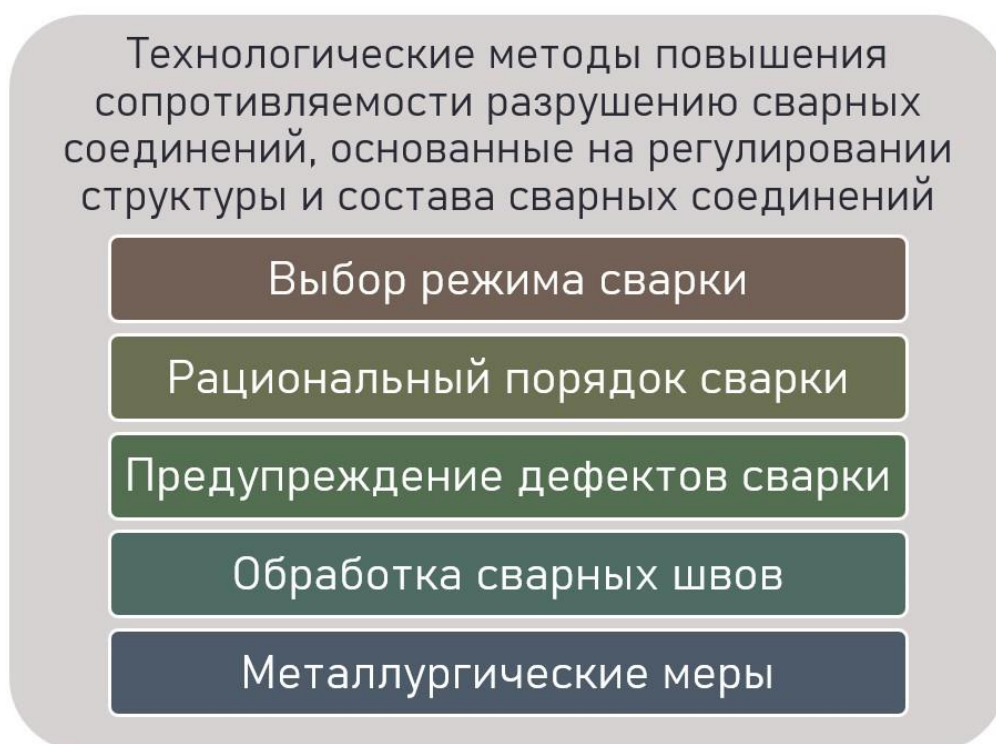 Технологические методы повышения
сопротивляемости разрушению сварных
соединений, основанные на регулировании
структуры и состава сварных соединений
Выбор режима сварки
Рациональный порядок сварки
Предупреждение дефектов сварки
Обработка сварных швов
Металлургические меры